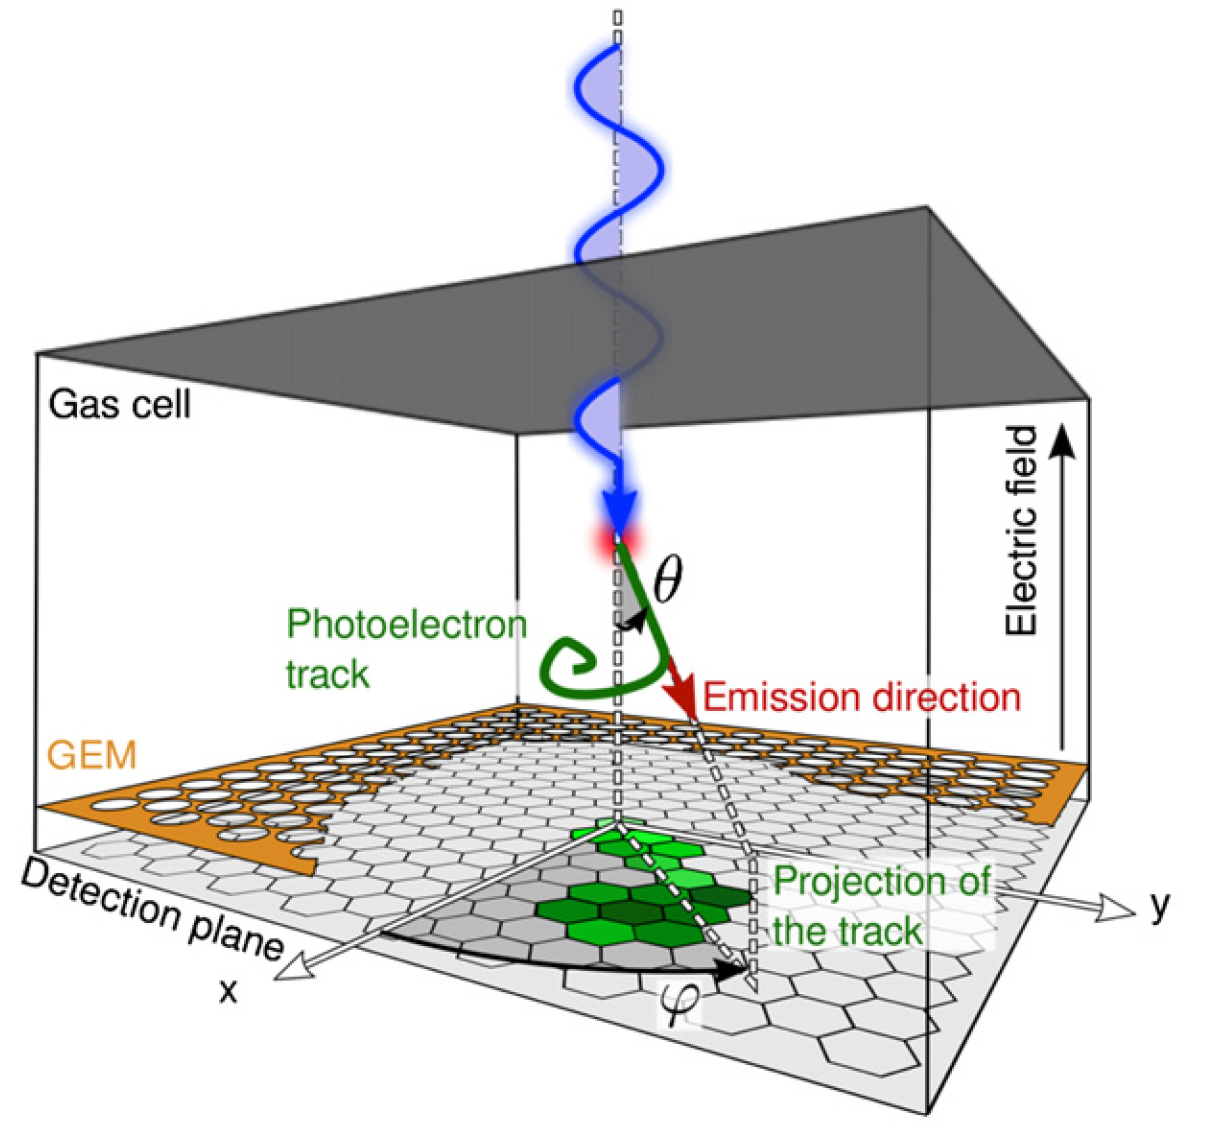 Gas cell
Electric field
θ
Photoelectron
track
Emission direction
GEM
Detection plane
Projection of
the track
y
x
φ